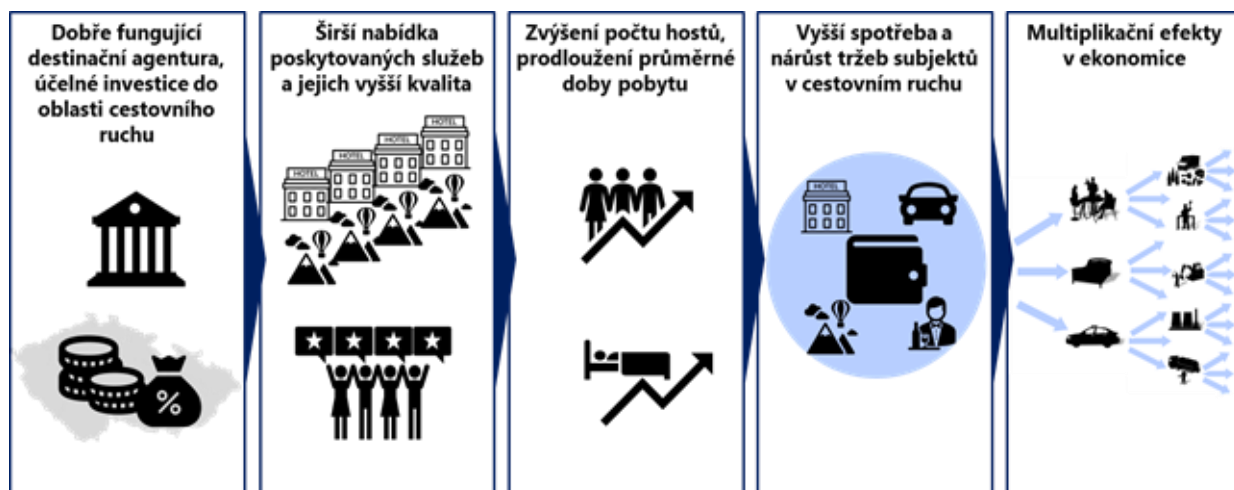 Dobře fungující
destinační agentura,
účelné investice do
oblasti cestovního
ruchu
Širší nabídka
poskytovaných služeb
a jejich vyšší kvalita
HOTEL
HOTEL
HOTEL
HOTEL
Zvýšení počtu hostů,
prodloužení průměrné
doby pobytu
Vyšší spotřeba a
nárůst tržeb subjektů
v cestovním ruchu
HOTEL
Multiplikační efekty
v ekonomice
%